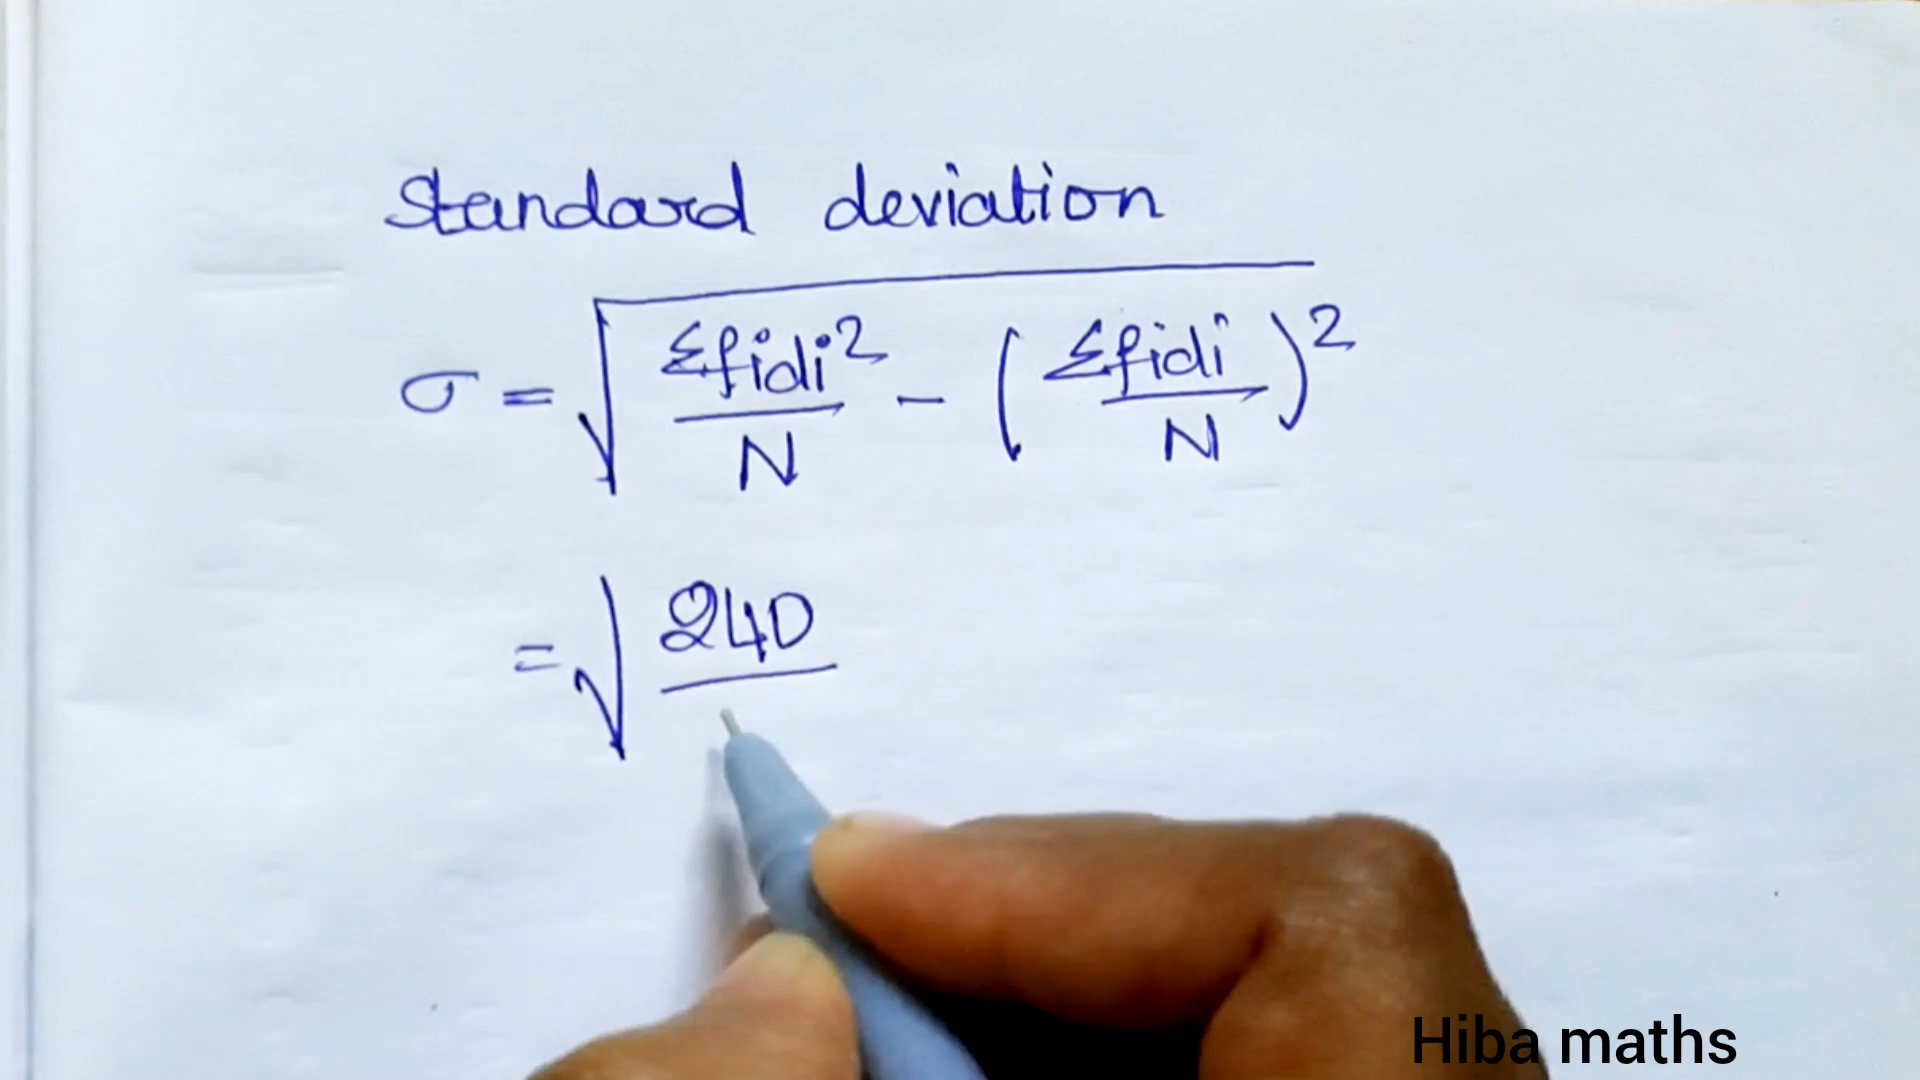 Standard deviation
σ = √ Σfidi² / N − ( Σfidi / N )²
= √ 240
Hiba maths